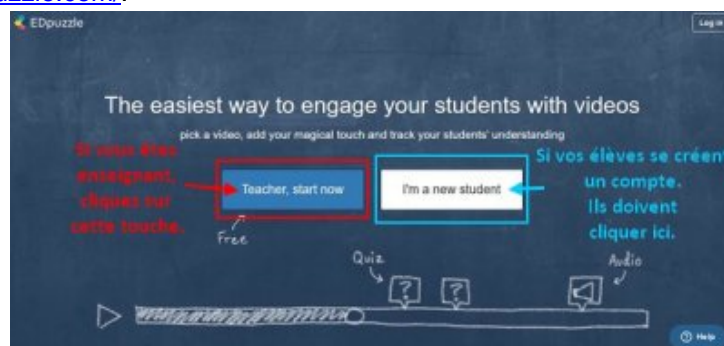 uzzle.com/.
EDpuzzle
Log in
The easiest way to engage your students with videos
pick a video, add your magical touch and track your students' understanding
Si vous êtes
enseignant,
cliquez sur
cette touche.
Teacher, start now
I'm a new student
Si vos élèves se créent
un compte.
Ils doivent
cliquer ici.
Free
Quiz
Audio
?
?
Help